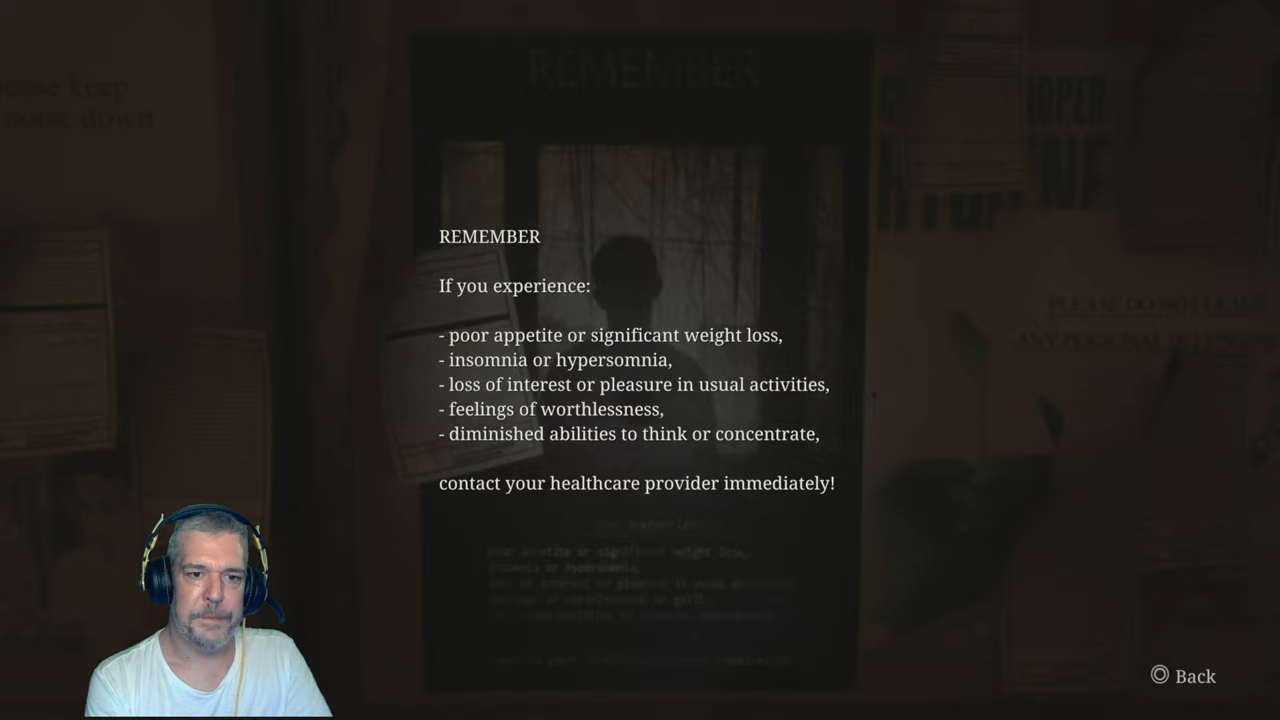 REMEMBER
REMEMBER
If you experience:
- poor appetite or significant weight loss,
- insomnia or hypersomnia,
- loss of interest or pleasure in usual activities,
- feelings of worthlessness,
- diminished abilities to think or concentrate,
contact your healthcare provider immediately!
Back